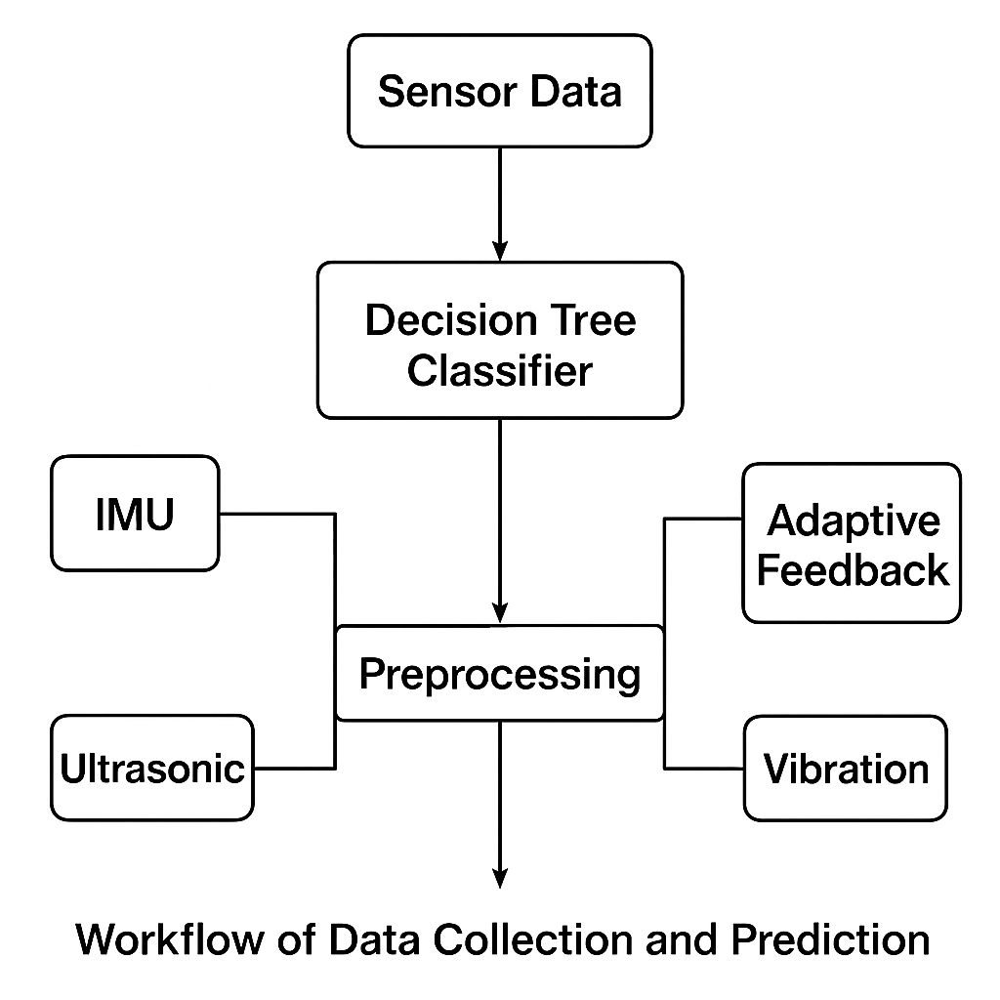 Sensor Data
Decision Tree
Classifier
IMU
Adaptive
Feedback
Preprocessing
Ultrasonic
Vibration
Workflow of Data Collection and Prediction